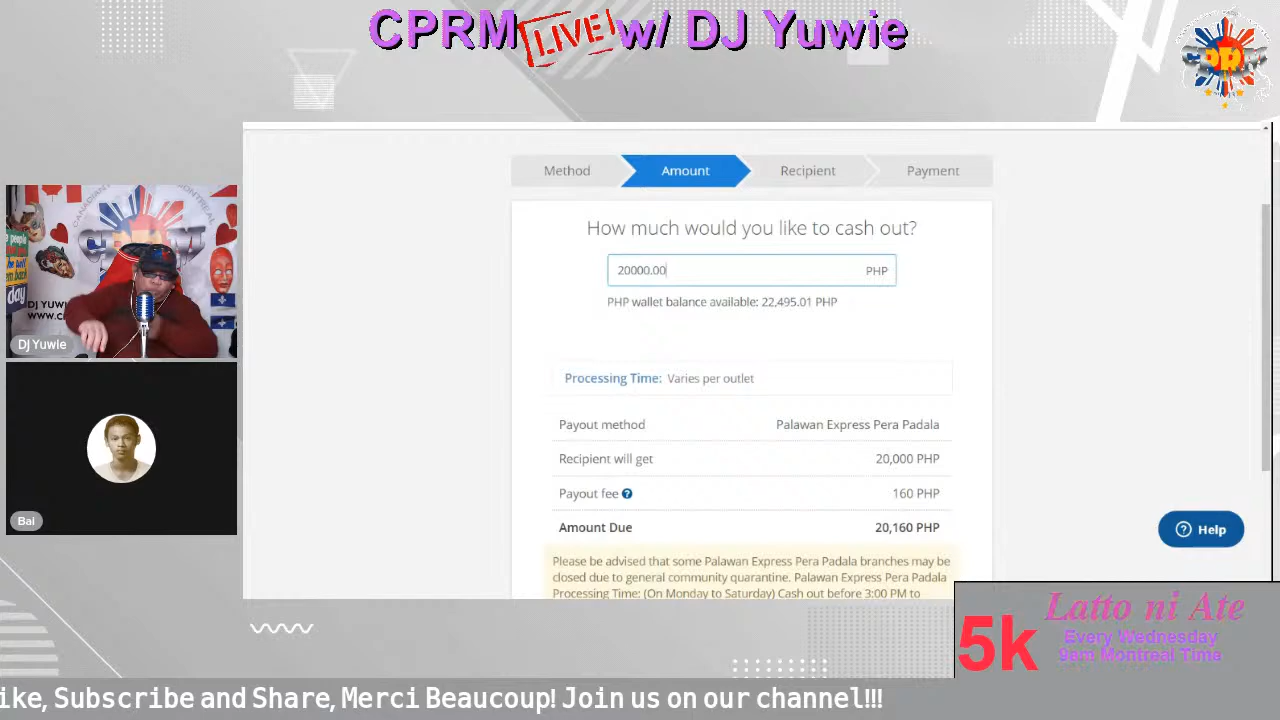 CPRM LIVE w/ DJ Yuwie
CPRM
Method
Amount
Recipient
Payment
How much would you like to cash out?
20000.00
PHP
PHP wallet balance available: 22,495.01 PHP
Processing Time: Varies per outlet
Payout method
Palawan Express Pera Padala
Recipient will get
20,000 PHP
Payout fee ?
160 PHP
Amount Due
20,160 PHP
Please be advised that some Palawan Express Pera Padala branches may be
closed due to general community quarantine. Palawan Express Pera Padala
Processing Time: (On Monday to Saturday) Cash out before 3:00 PM to
? Help
DJ YUWI
WWW.C
day
DJ Yuwie
Bai
5k
Latto ni Ate
Every Wednesday
9am Montreal Time
ike, Subscribe and Share, Merci Beaucoup! Join us on our channel!!!